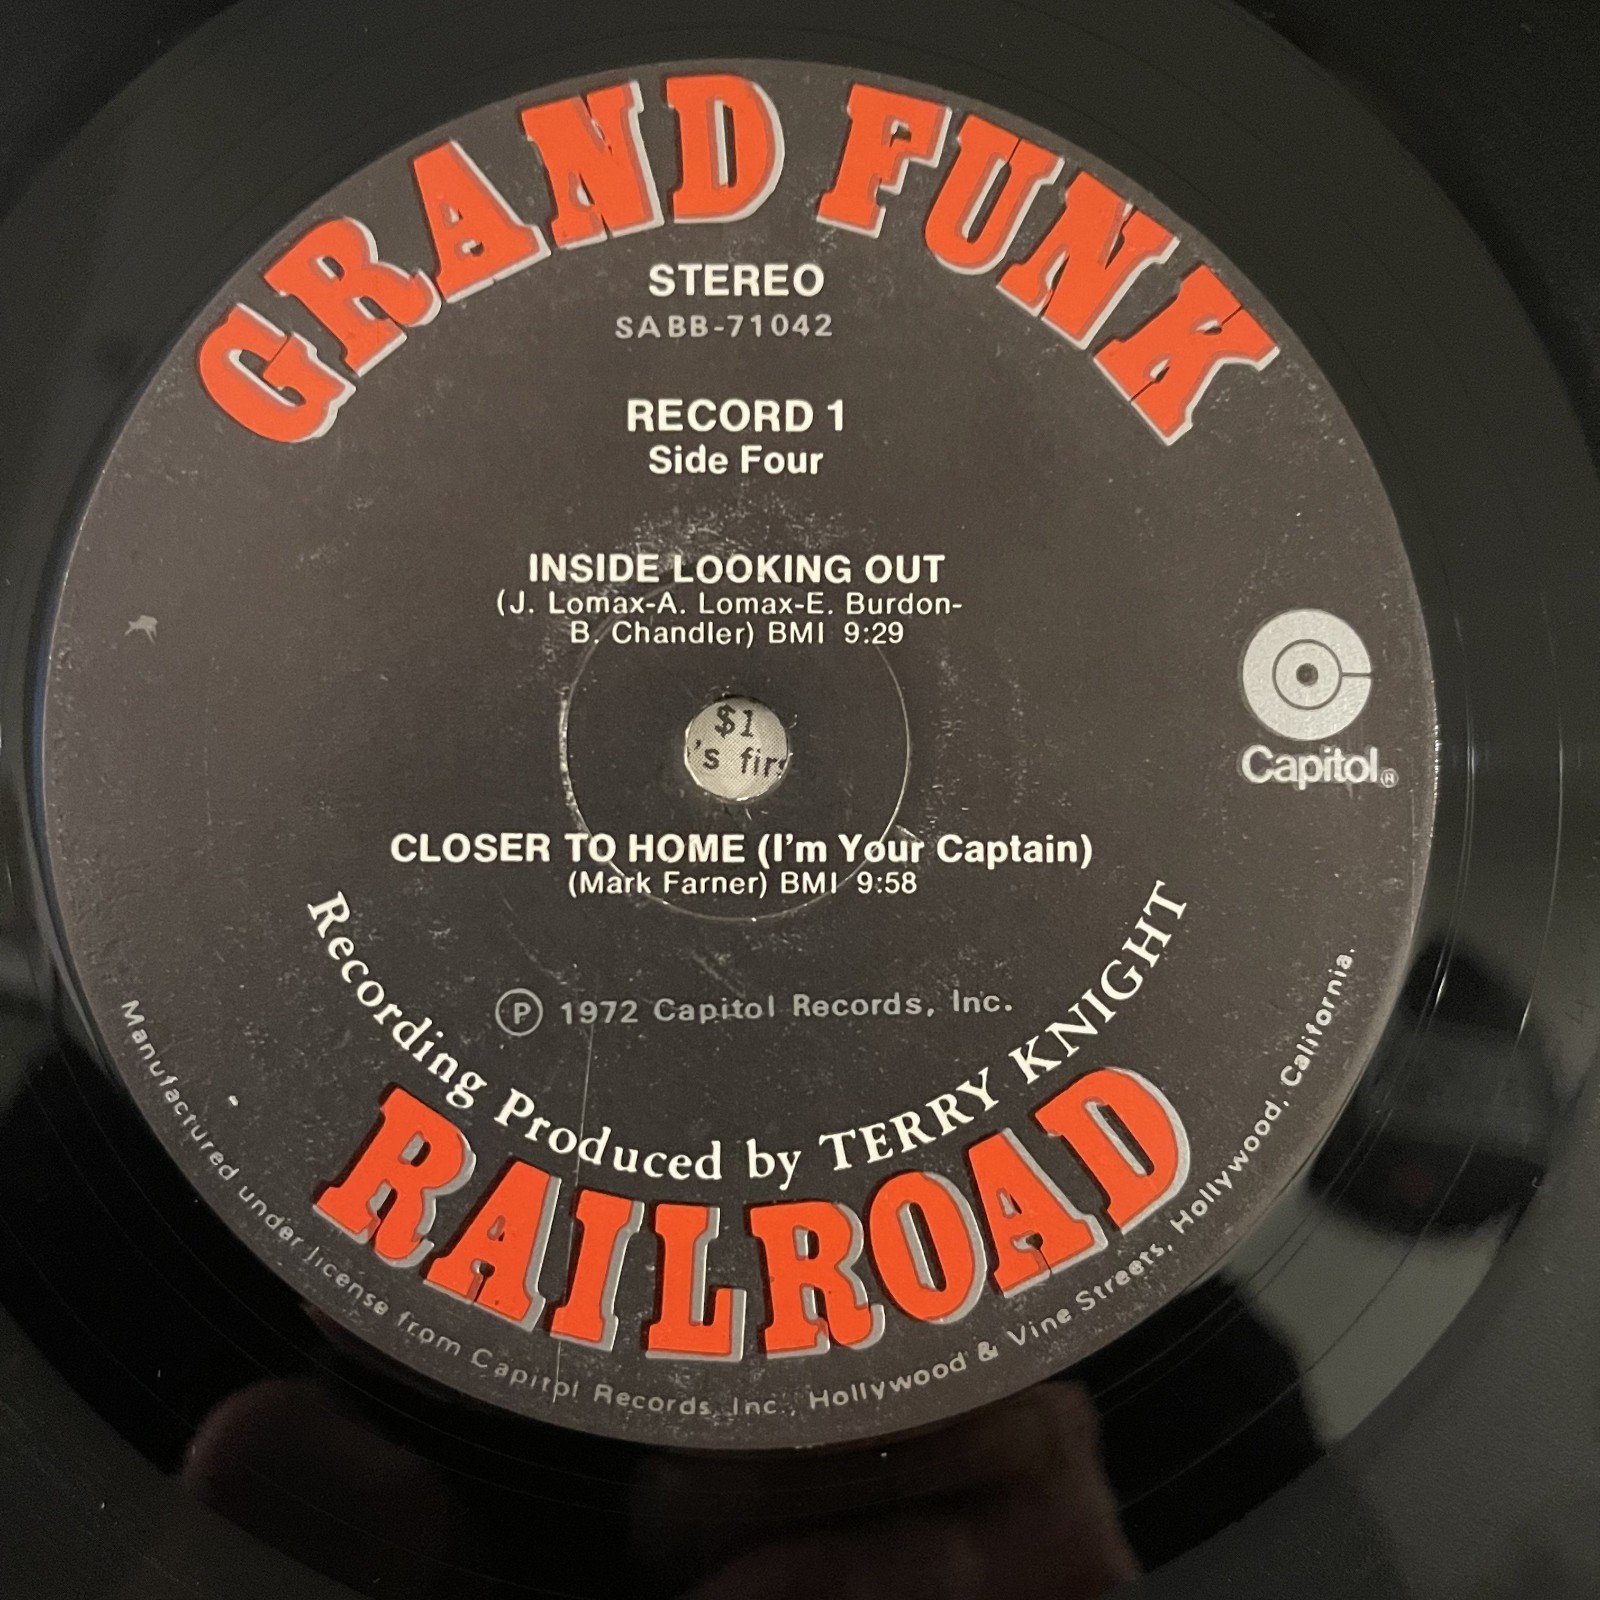 GRAND FUNK
STEREO
SABB-71042
RECORD 1
Side Four
INSIDE LOOKING OUT
(J. Lomax-A. Lomax-E. Burdon-
B. Chandler) BMI 9:29
Capitol®
$1
's firs
CLOSER TO HOME (I'm Your Captain)
(Mark Farner) BMI 9:58
℗ 1972 Capitol Records, Inc.
Recording Produced by TERRY KNIGHT
RAILROAD
Manufactured under license from Capitol Records, Inc., Hollywood & Vine Streets, Hollywood, California.